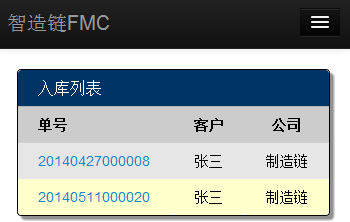 智造链FMC
入库列表
单号 客户 公司
20140427000008 张三 制造链
20140511000020 张三 制造链